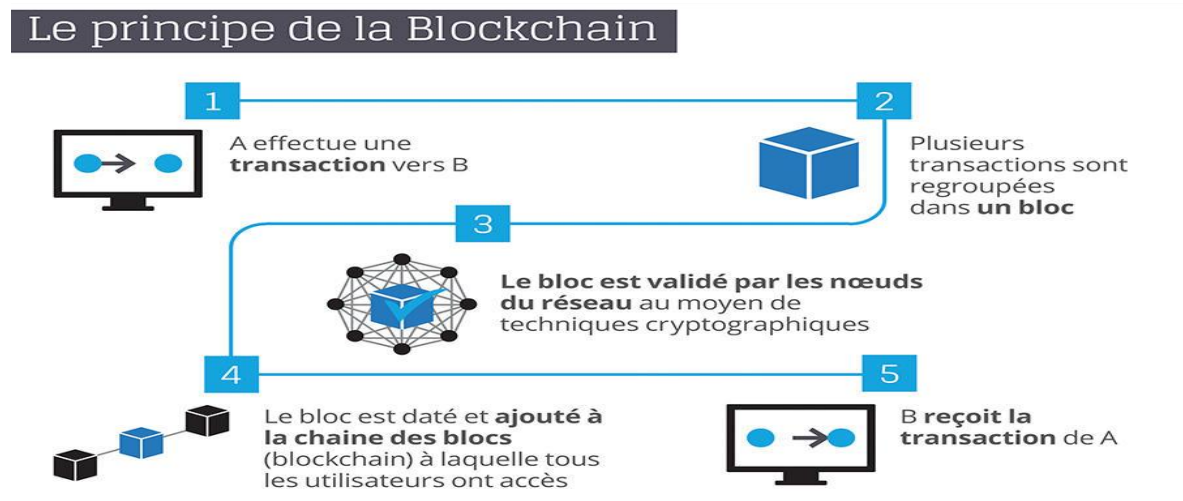 Le principe de la Blockchain
1
A effectue une
transaction vers B
2
Plusieurs
transactions sont
regroupées
dans un bloc
3
Le bloc est validé par les nœuds
du réseau au moyen de
techniques cryptographiques
4
Le bloc est daté et ajouté à
la chaine des blocs
(blockchain) à laquelle tous
les utilisateurs ont accès
5
B reçoit la
transaction de A